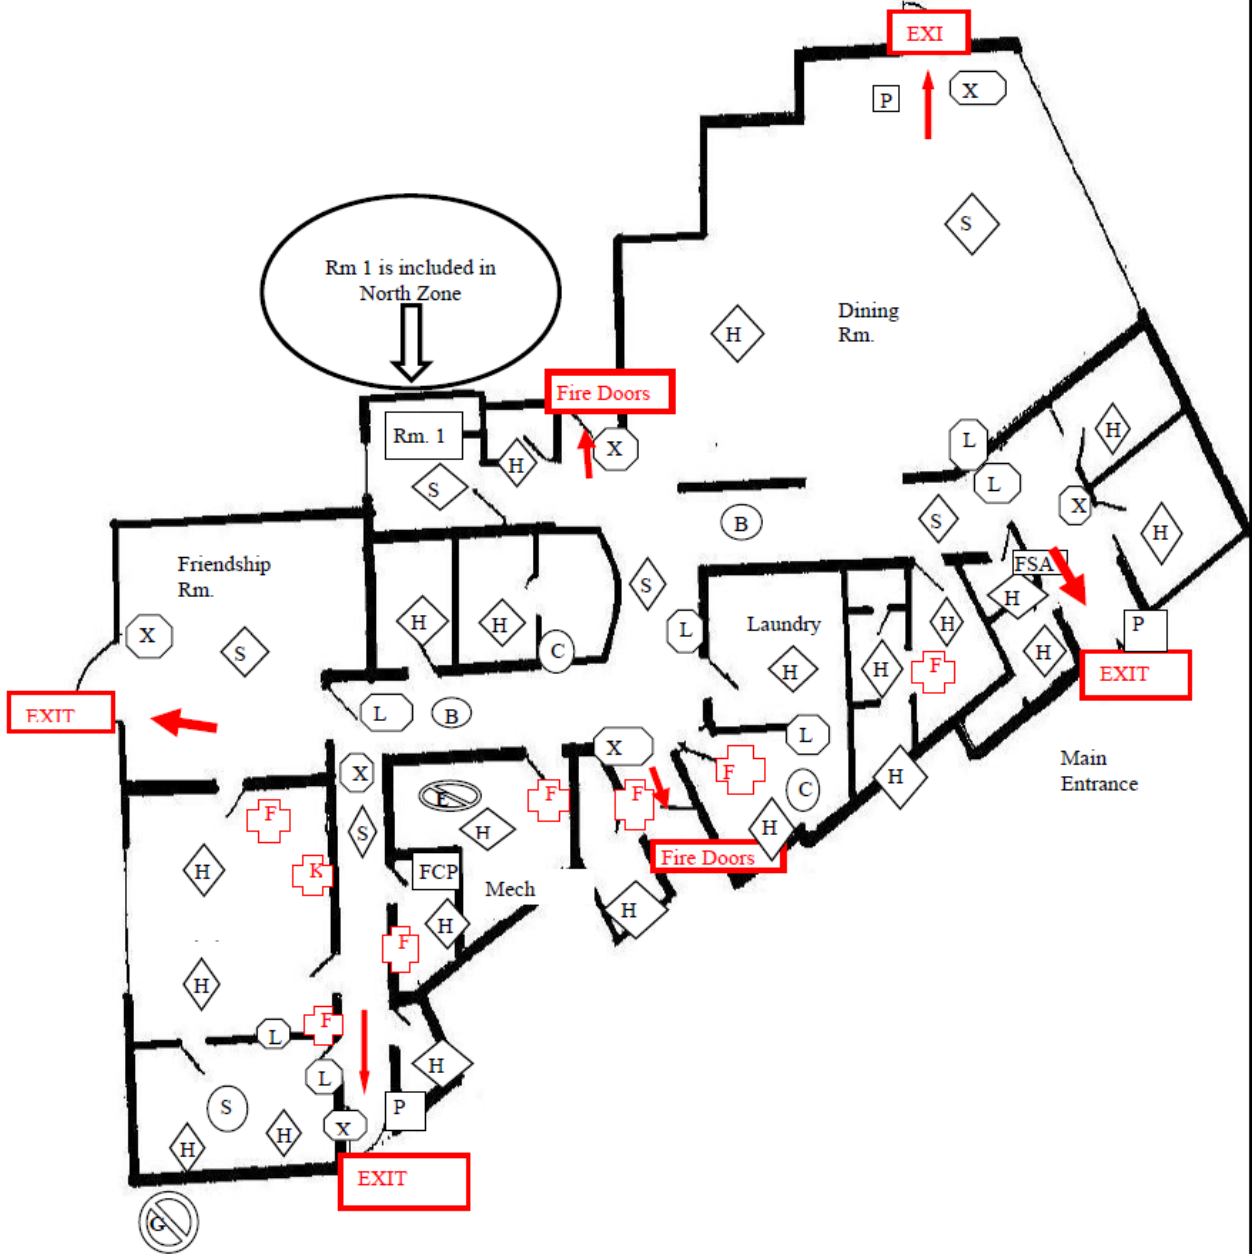 EXI
P
X
S
Rm 1 is included in
North Zone
H
Dining
Rm.
Fire Doors
Rm. 1
X
H
S
L
L
H
X
B
S
H
Friendship
Rm.
FSA
S
H
X
S
H
H
C
L
Laundry
H
H
H
F
H
P
EXIT
EXIT
L
B
X
L
Main
Entrance
X
E
F
F
F
C
H
F
S
H
H
Fire Doors
H
K
FCP
Mech
H
H
F
H
F
L
L
H
S
P
H
H
X
EXIT
G